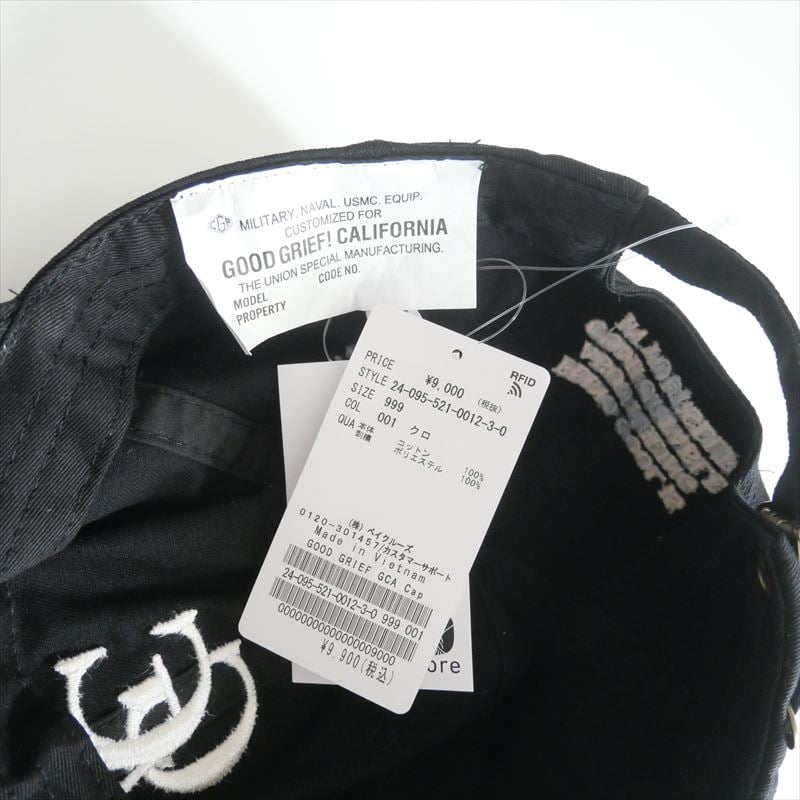 CGA
MILITARY. NAVAL. USMC. EQUIP.
CUSTOMIZED FOR
GOOD GRIEF! CALIFORNIA
THE UNION SPECIAL MANUFACTURING.
MODEL CODE NO.
PROPERTY
RFID
PRICE ¥9,000 (税抜)
STYLE 24-095-521-0012-3-0
SIZE 999
COL 001 クロ
QUA 本体 コットン 100%
刺繍 ポリエステル 100%
(株) ベイクルーズ
0120-301457/カスタマーサポート
Made in Vietnam
GOOD GRIEF GCA Cap
24-095-521-0012-3-0 999 001
0000000000000000009000
¥9,900(税込)
ore